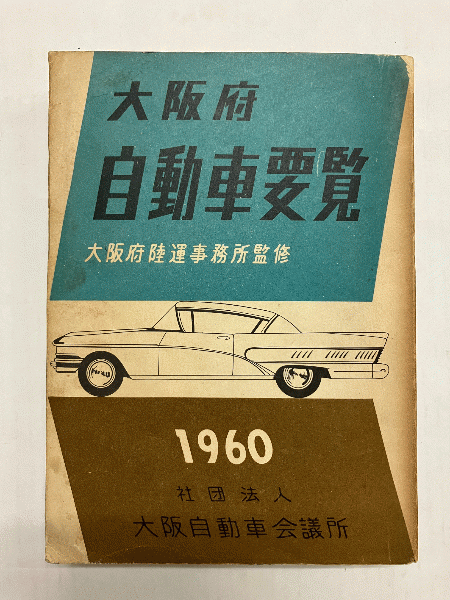 大阪府
自動車要覧
大阪府陸運事務所監修
1960
社団法人
大阪自動車会議所